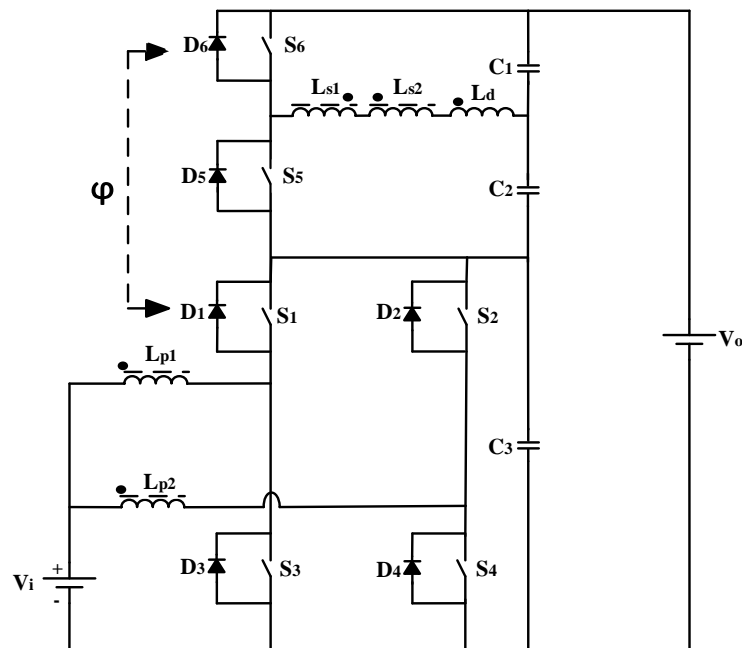 D6 S6
C1
Ls1 Ls2 Ld
D5 S5 C2
φ
D1 S1 D2 S2
Vo
Lp1
C3
Lp2
D3 S3 D4 S4
+
Vi
-